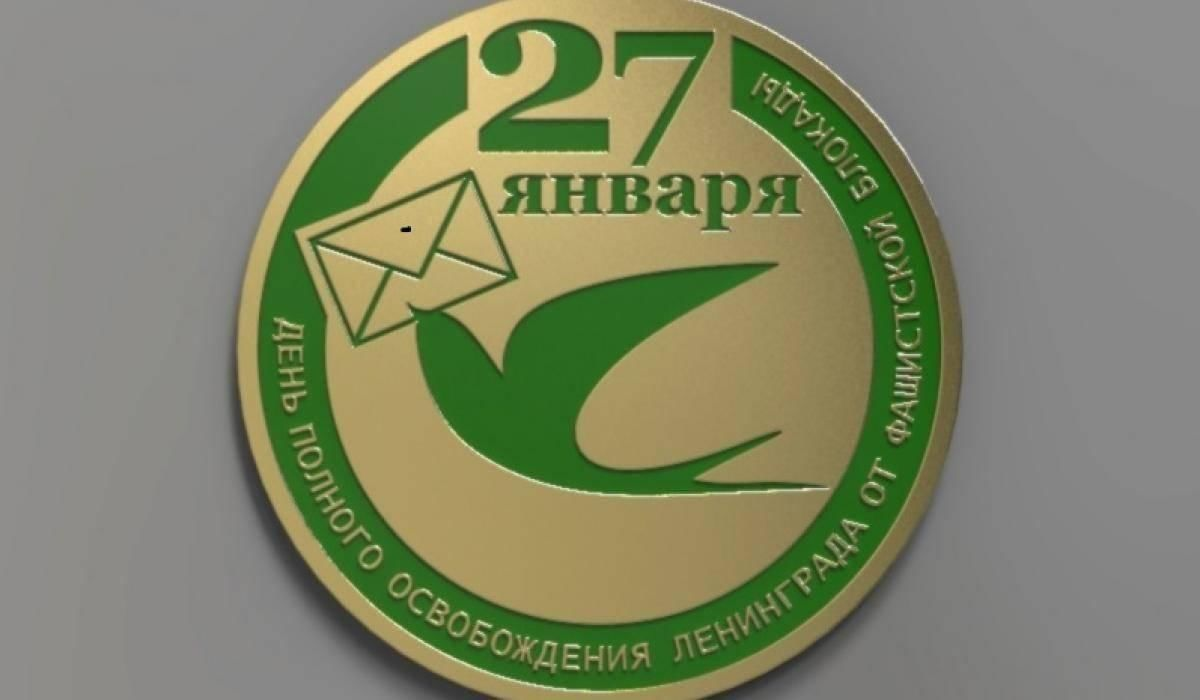 27
января
ДЕНЬ ПОЛНОГО ОСВОБОЖДЕНИЯ ЛЕНИНГРАДА ОТ ФАШИСТСКОЙ БЛОКАДЫ